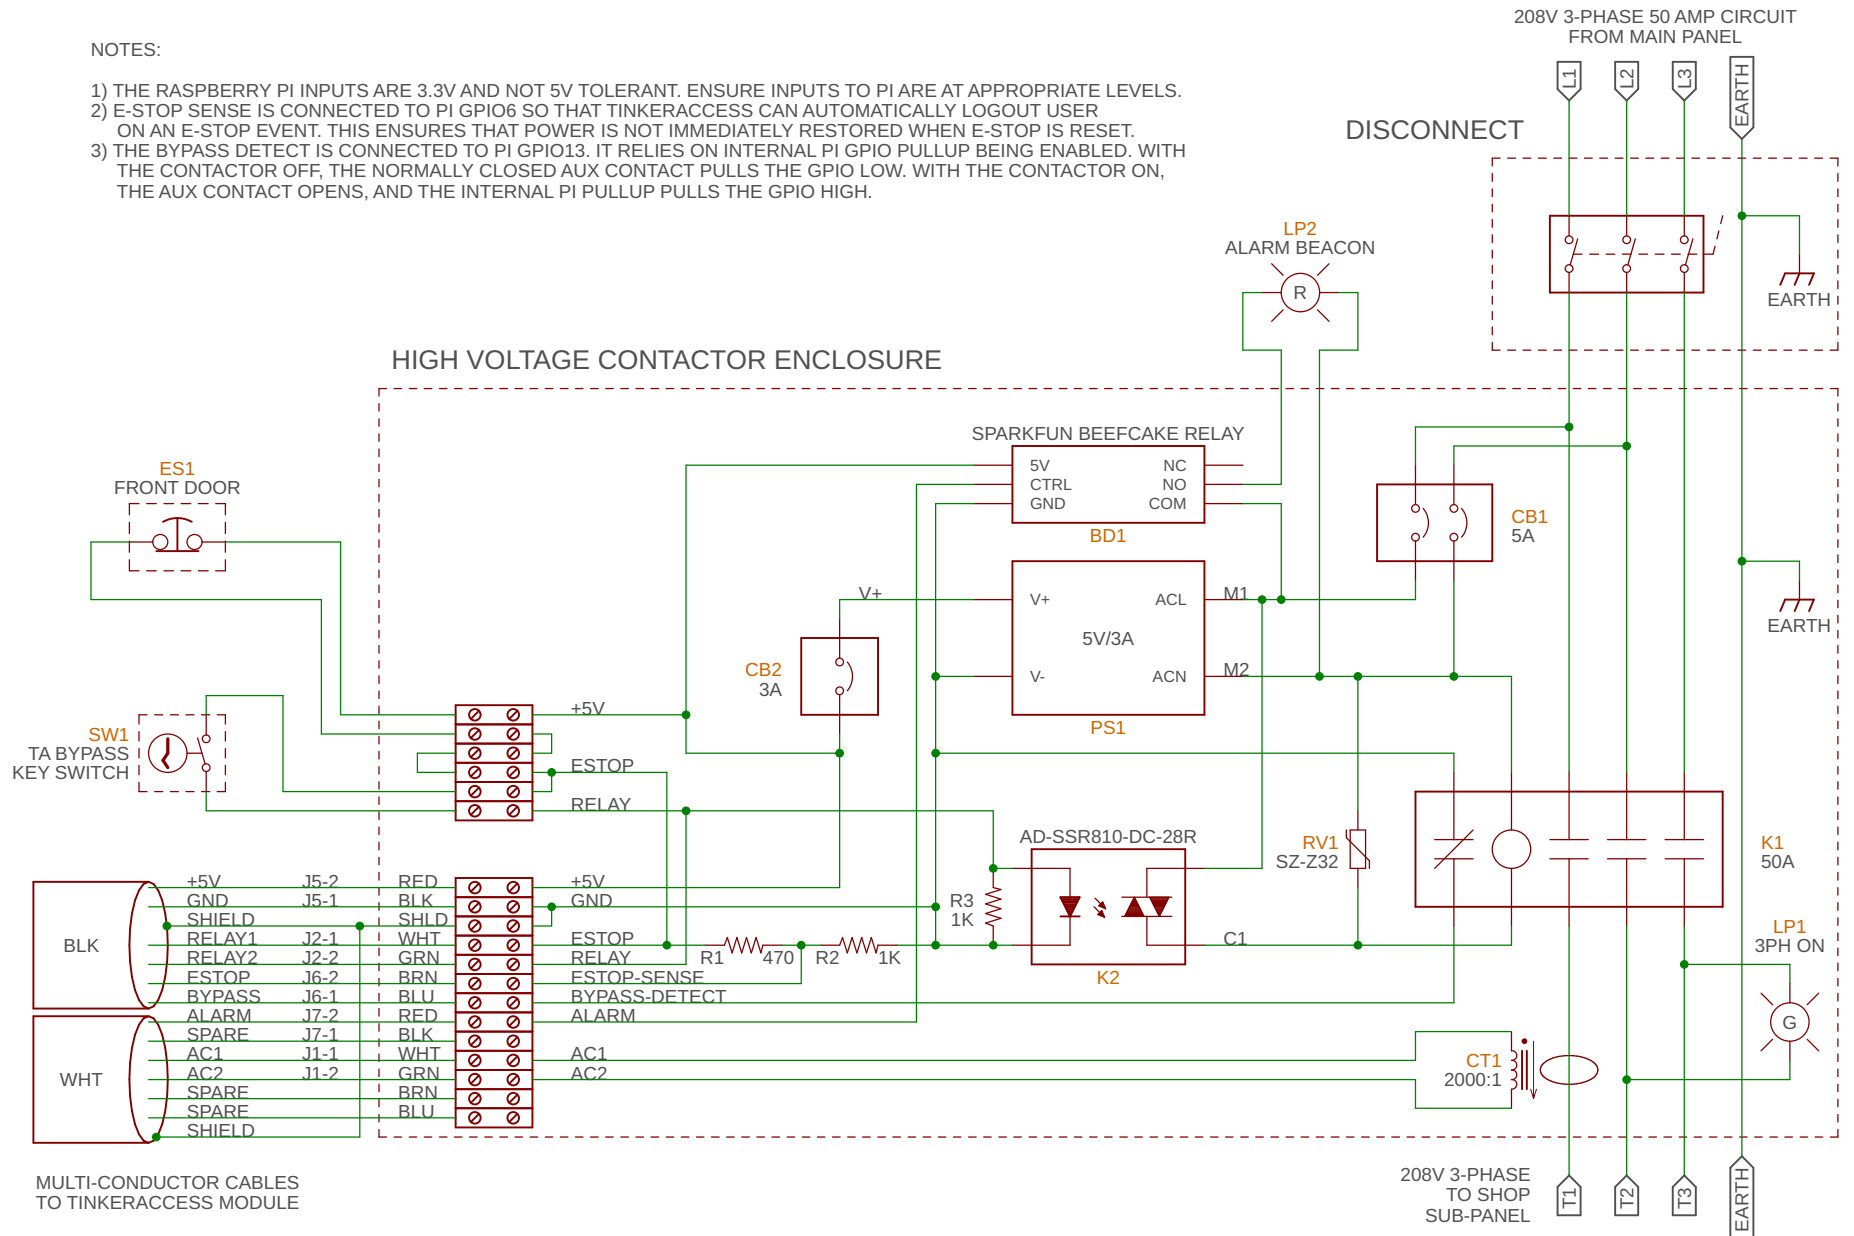 208V 3-PHASE 50 AMP CIRCUIT
FROM MAIN PANEL
NOTES:
1) THE RASPBERRY PI INPUTS ARE 3.3V AND NOT 5V TOLERANT. ENSURE INPUTS TO PI ARE AT APPROPRIATE LEVELS.
2) E-STOP SENSE IS CONNECTED TO PI GPIO6 SO THAT TINKERACCESS CAN AUTOMATICALLY LOGOUT USER
ON AN E-STOP EVENT. THIS ENSURES THAT POWER IS NOT IMMEDIATELY RESTORED WHEN E-STOP IS RESET.
3) THE BYPASS DETECT IS CONNECTED TO PI GPIO13. IT RELIES ON INTERNAL PI GPIO PULLUP BEING ENABLED. WITH
THE CONTACTOR OFF, THE NORMALLY CLOSED AUX CONTACT PULLS THE GPIO LOW. WITH THE CONTACTOR ON,
THE AUX CONTACT OPENS, AND THE INTERNAL PI PULLUP PULLS THE GPIO HIGH.
L1
L2
L3
EARTH
DISCONNECT
EARTH
LP2
ALARM BEACON
R
HIGH VOLTAGE CONTACTOR ENCLOSURE
SPARKFUN BEEFCAKE RELAY
5V
CTRL
GND
NC
NO
COM
BD1
ES1
FRONT DOOR
CB1
5A
V+
V+
ACL
M1
5V/3A
V-
ACN
M2
PS1
EARTH
CB2
3A
SW1
TA BYPASS
KEY SWITCH
+5V
ESTOP
RELAY
AD-SSR810-DC-28R
K2
R3
1K
C1
RV1
SZ-Z32
K1
50A
LP1
3PH ON
G
BLK
+5V J5-2 RED +5V
GND J5-1 BLK GND
SHIELD SHLD
RELAY1 J2-1 WHT ESTOP
RELAY2 J2-2 GRN RELAY
ESTOP J6-2 BRN ESTOP-SENSE
BYPASS J6-1 BLU BYPASS-DETECT
R1 470
R2 1K
WHT
ALARM J7-2 RED ALARM
SPARE J7-1 BLK
AC1 J1-1 WHT AC1
AC2 J1-2 GRN AC2
SPARE BRN
SPARE BLU
SHIELD
CT1
2000:1
MULTI-CONDUCTOR CABLES
TO TINKERACCESS MODULE
208V 3-PHASE
TO SHOP
SUB-PANEL
T1
T2
T3
EARTH